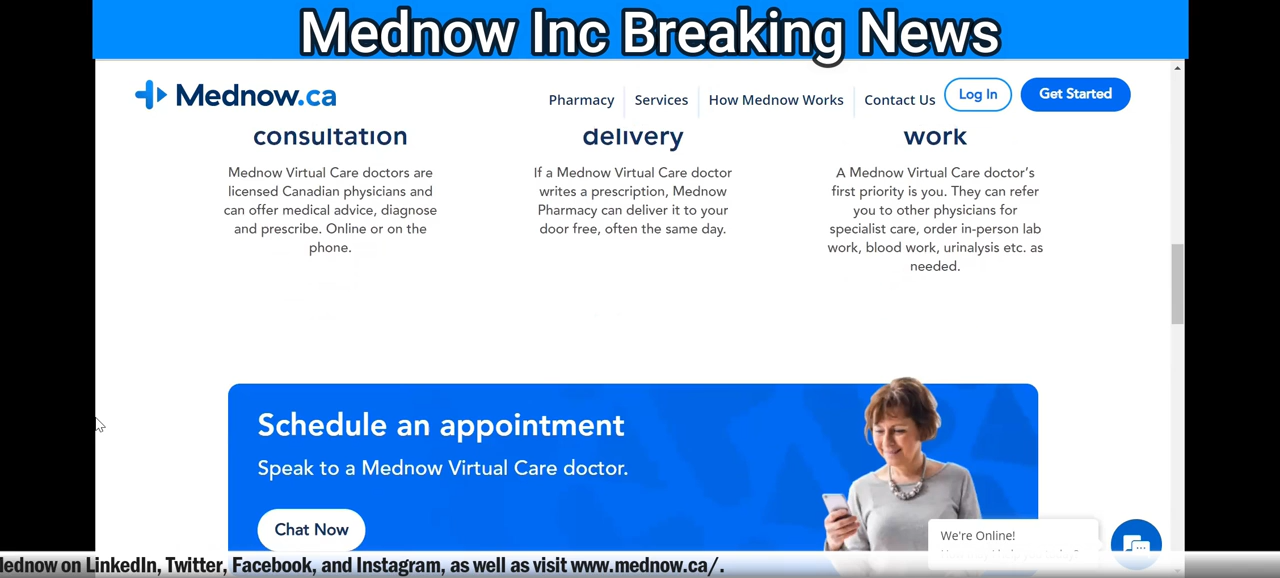 Mednow Inc Breaking News
Mednow.ca
Pharmacy
Services
How Mednow Works
Contact Us
Log In
Get Started
consultation
Mednow Virtual Care doctors are
licensed Canadian physicians and
can offer medical advice, diagnose
and prescribe. Online or on the
phone.
delivery
If a Mednow Virtual Care doctor
writes a prescription, Mednow
Pharmacy can deliver it to your
door free, often the same day.
work
A Mednow Virtual Care doctor's
first priority is you. They can refer
you to other physicians for
specialist care, order in-person lab
work, blood work, urinalysis etc. as
needed.
Schedule an appointment
Speak to a Mednow Virtual Care doctor.
Chat Now
We're Online!
Mednow on LinkedIn, Twitter, Facebook, and Instagram, as well as visit www.mednow.ca/.